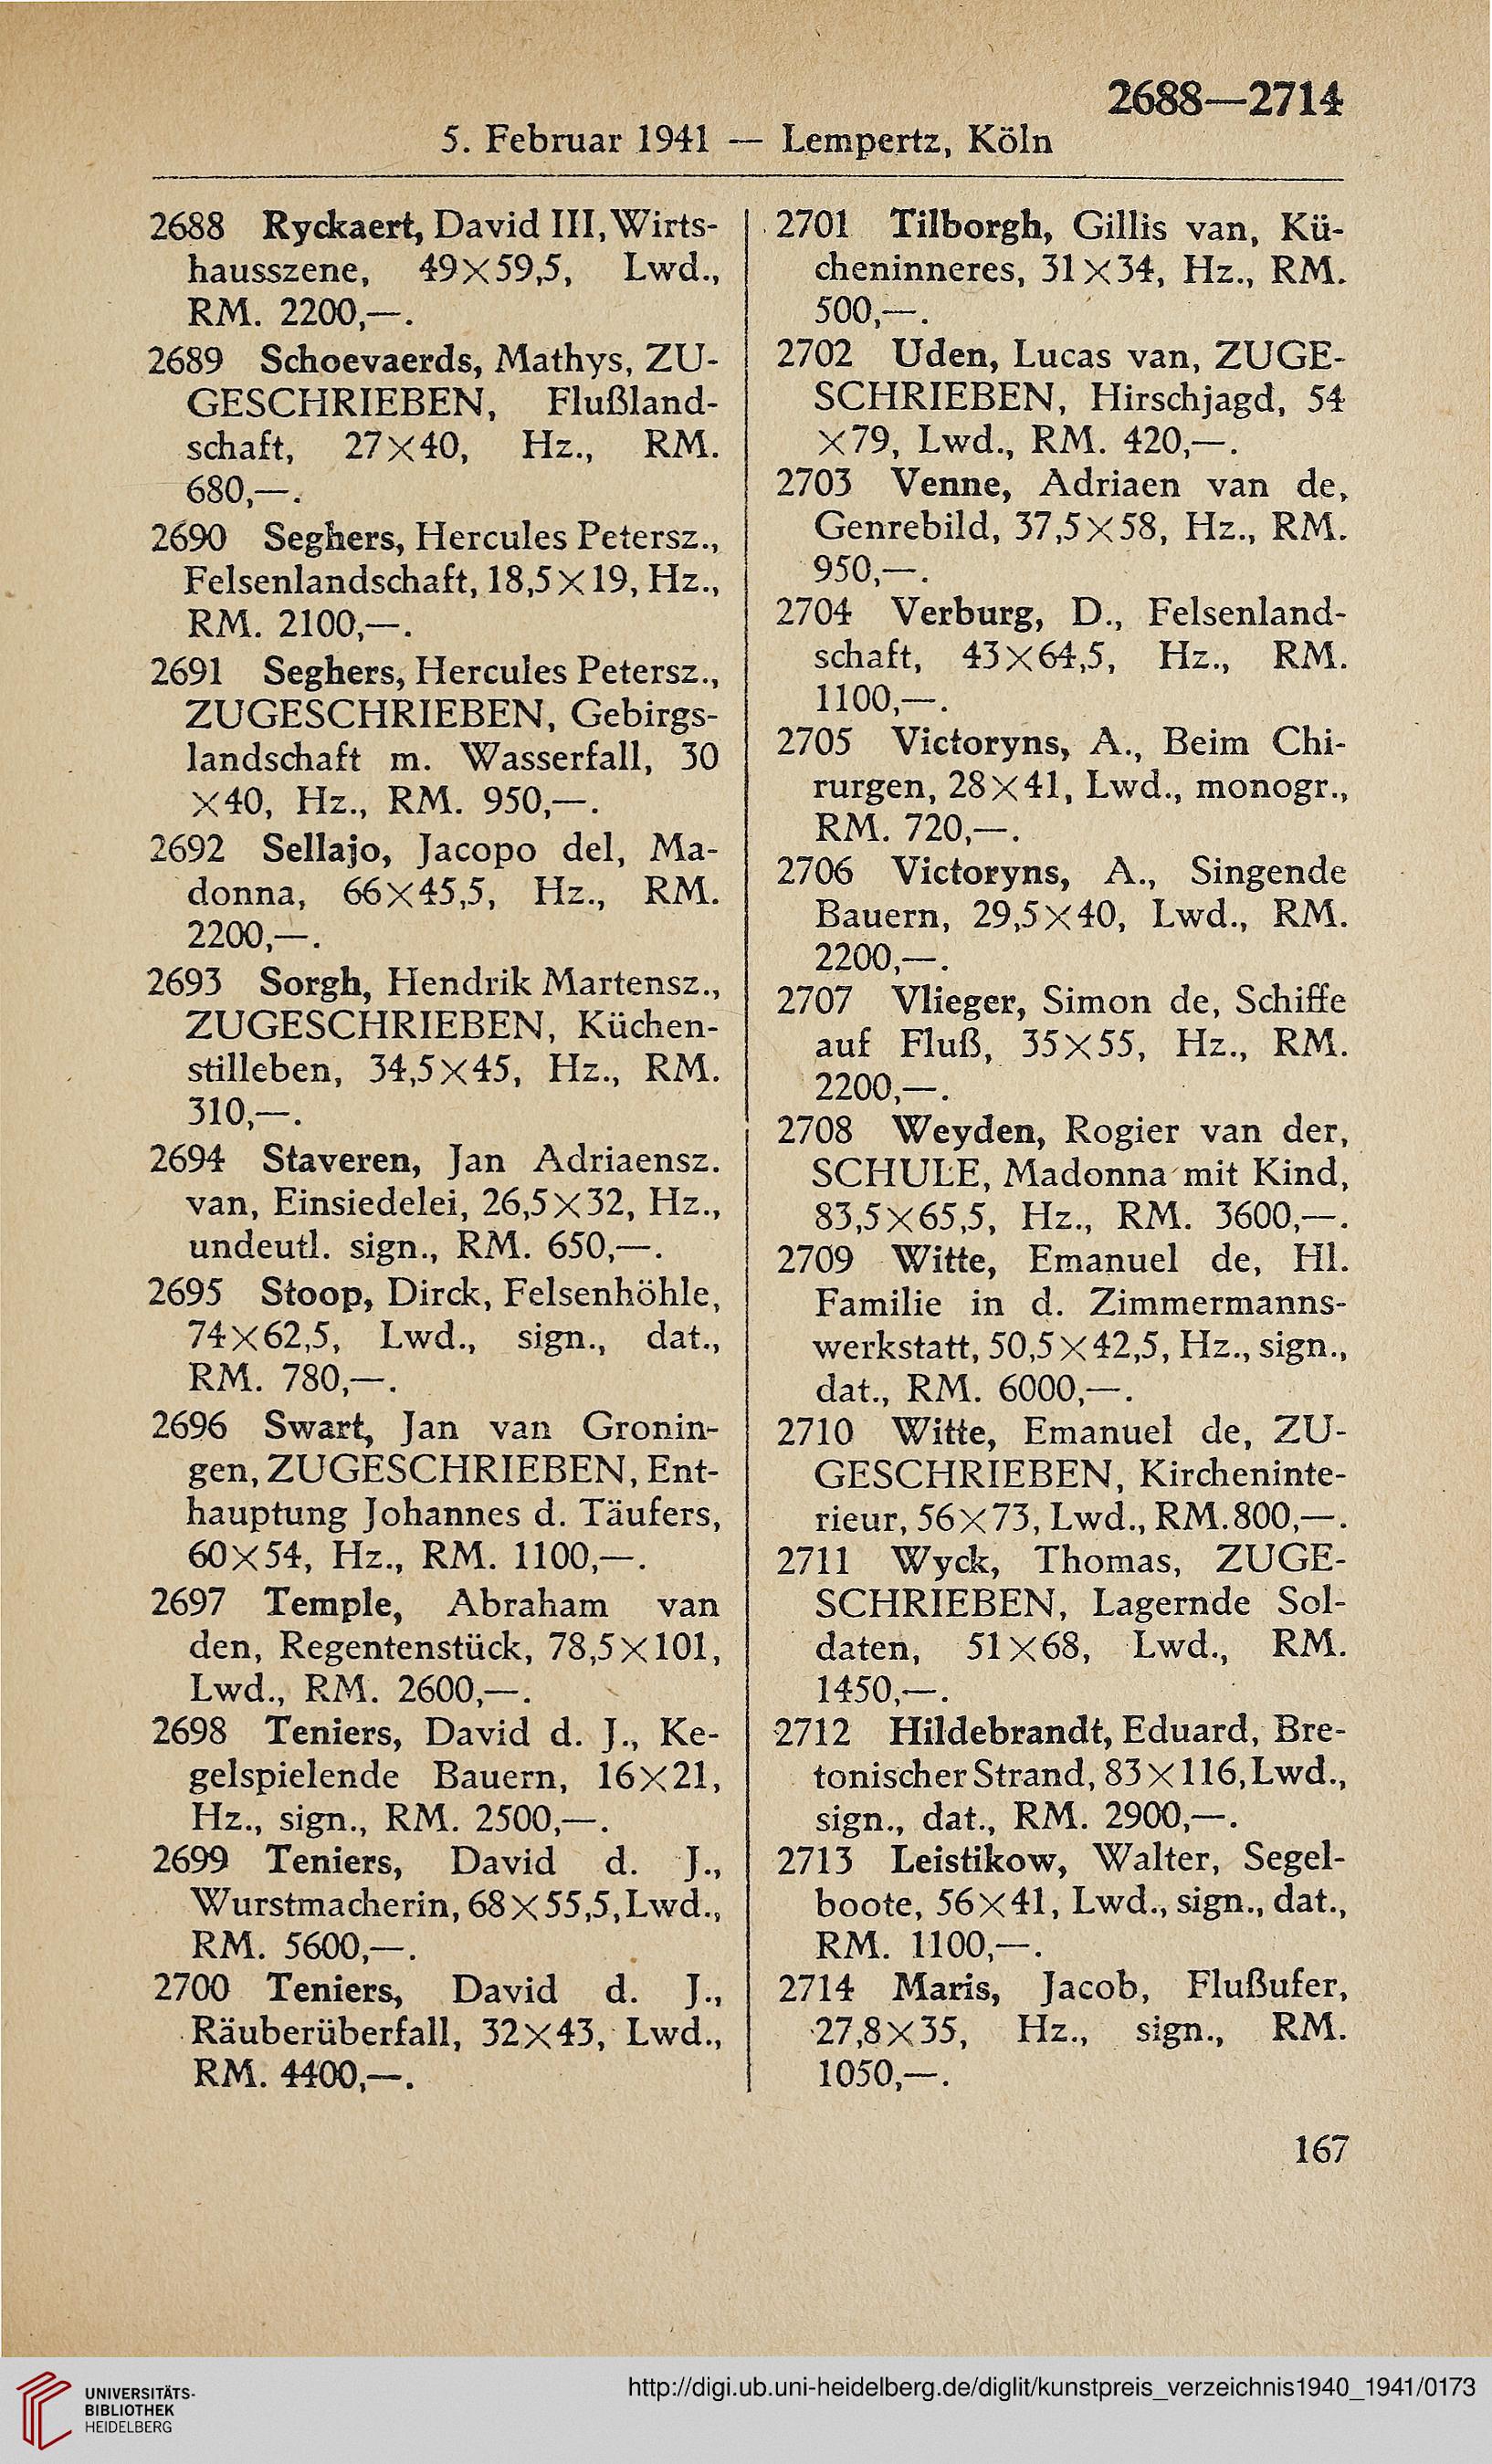 2688—2714
5. Februar 1941 — Lempertz, Köln
2688 Ryckaert, David III, Wirts-
hausszene, 49×59,5, Lwd.,
RM. 2200,—.
2689 Schoevaerds, Mathys, ZU-
GESCHRIEBEN, Flußland-
schaft, 27×40, Hz., RM.
680,—.
2690 Seghers, Hercules Petersz.,
Felsenlandschaft, 18,5×19, Hz.,
RM. 2100,—.
2691 Seghers, Hercules Petersz.,
ZUGESCHRIEBEN, Gebirgs-
landschaft m. Wasserfall, 30
×40, Hz., RM. 950,—.
2692 Sellajo, Jacopo del, Ma-
donna, 66×45,5, Hz., RM.
2200,—.
2693 Sorgh, Hendrik Martensz.,
ZUGESCHRIEBEN, Küchen-
stilleben, 34,5×45, Hz., RM.
310,—.
2694 Staveren, Jan Adriaensz.
van, Einsiedelei, 26,5×32, Hz.,
undeutl. sign., RM. 650,—.
2695 Stoop, Dirck, Felsenhöhle,
74×62,5, Lwd., sign., dat.,
RM. 780,—.
2696 Swart, Jan van Gronin-
gen, ZUGESCHRIEBEN, Ent-
hauptung Johannes d. Täufers,
60×54, Hz., RM. 1100,—.
2697 Temple, Abraham van
den, Regentenstück, 78,5×101,
Lwd., RM. 2600,—.
2698 Teniers, David d. J., Ke-
gelspielende Bauern, 16×21,
Hz., sign., RM. 2500,—.
2699 Teniers, David d. J.,
Wurstmacherin, 68×55,5, Lwd.,
RM. 5600,—.
2700 Teniers, David d. J.,
Räuberüberfall, 32×43, Lwd.,
RM. 4400,—.
2701 Tilborgh, Gillis van, Kü-
cheninneres, 31×34, Hz., RM.
500,—.
2702 Uden, Lucas van, ZUGE-
SCHRIEBEN, Hirschjagd, 54
×79, Lwd., RM. 420,—.
2703 Venne, Adriaen van de,
Genrebild, 37,5×58, Hz., RM.
950,—.
2704 Verburg, D., Felsenland-
schaft, 43×64,5, Hz., RM.
1100,—.
2705 Victoryns, A., Beim Chi-
rurgen, 28×41, Lwd., monogr.,
RM. 720,—.
2706 Victoryns, A., Singende
Bauern, 29,5×40, Lwd., RM.
2200,—.
2707 Vlieger, Simon de, Schiffe
auf Fluß, 35×55, Hz., RM.
2200,—.
2708 Weyden, Rogier van der,
SCHULE, Madonna mit Kind,
83,5×65,5, Hz., RM. 3600,—.
2709 Witte, Emanuel de, Hl.
Familie in d. Zimmermanns-
werkstatt, 50,5×42,5, Hz., sign.,
dat., RM. 6000,—.
2710 Witte, Emanuel de, ZU-
GESCHRIEBEN, Kircheninte-
rieur, 56×73, Lwd., RM. 800,—.
2711 Wyck, Thomas, ZUGE-
SCHRIEBEN, Lagernde Sol-
daten, 51×68, Lwd., RM.
1450,—.
2712 Hildebrandt, Eduard, Bre-
tonischer Strand, 83×116, Lwd.,
sign., dat., RM. 2900,—.
2713 Leistikow, Walter, Segel-
boote, 56×41, Lwd., sign., dat.,
RM. 1100,—.
2714 Maris, Jacob, Flußufer,
27,8×35, Hz., sign., RM.
1050,—.
167
UNIVERSITÄTS-
BIBLIOTHEK
HEIDELBERG
http://digi.ub.uni-heidelberg.de/diglit/kunstpreis_verzeichnis1940_1941/0173